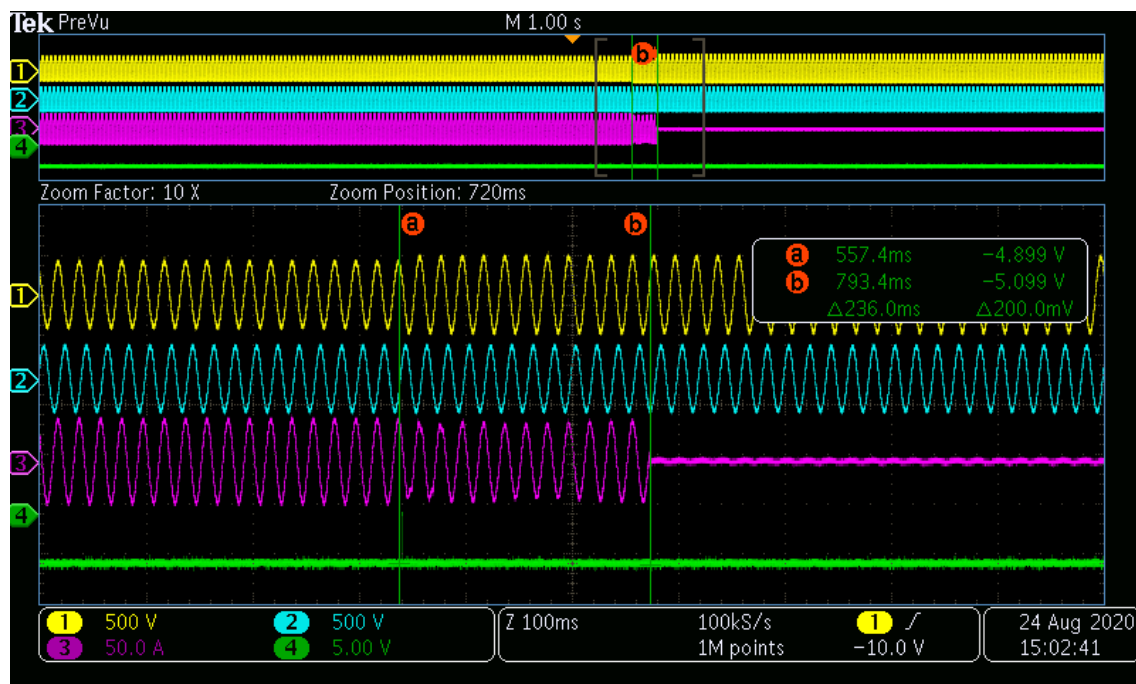 Tek PreVu M 1.00 s
b
1
2
3
4
Zoom Factor: 10 X Zoom Position: 720ms
a b
a 557.4ms -4.899 V
b 793.4ms -5.099 V
△236.0ms △200.0mV
1
2
3
4
1 500 V 2 500 V Z 100ms 100kS/s 1 24 Aug 2020
3 50.0 A 4 5.00 V 1M points -10.0 V 15:02:41